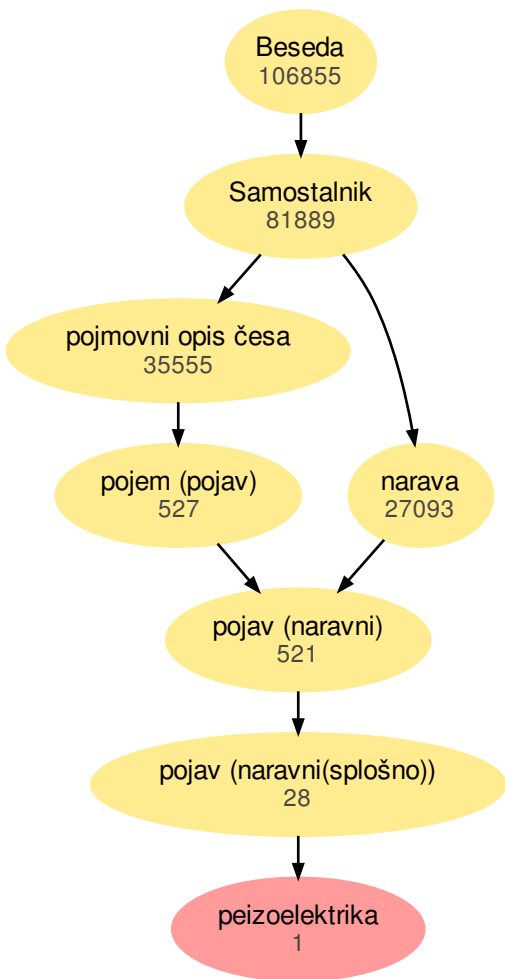 Beseda
106855
Samostalnik
81889
pojmovni opis česa
35555
pojem (pojav)
527
narava
27093
pojav (naravni)
521
pojav (naravni(splošno))
28
peizoelektrika
1